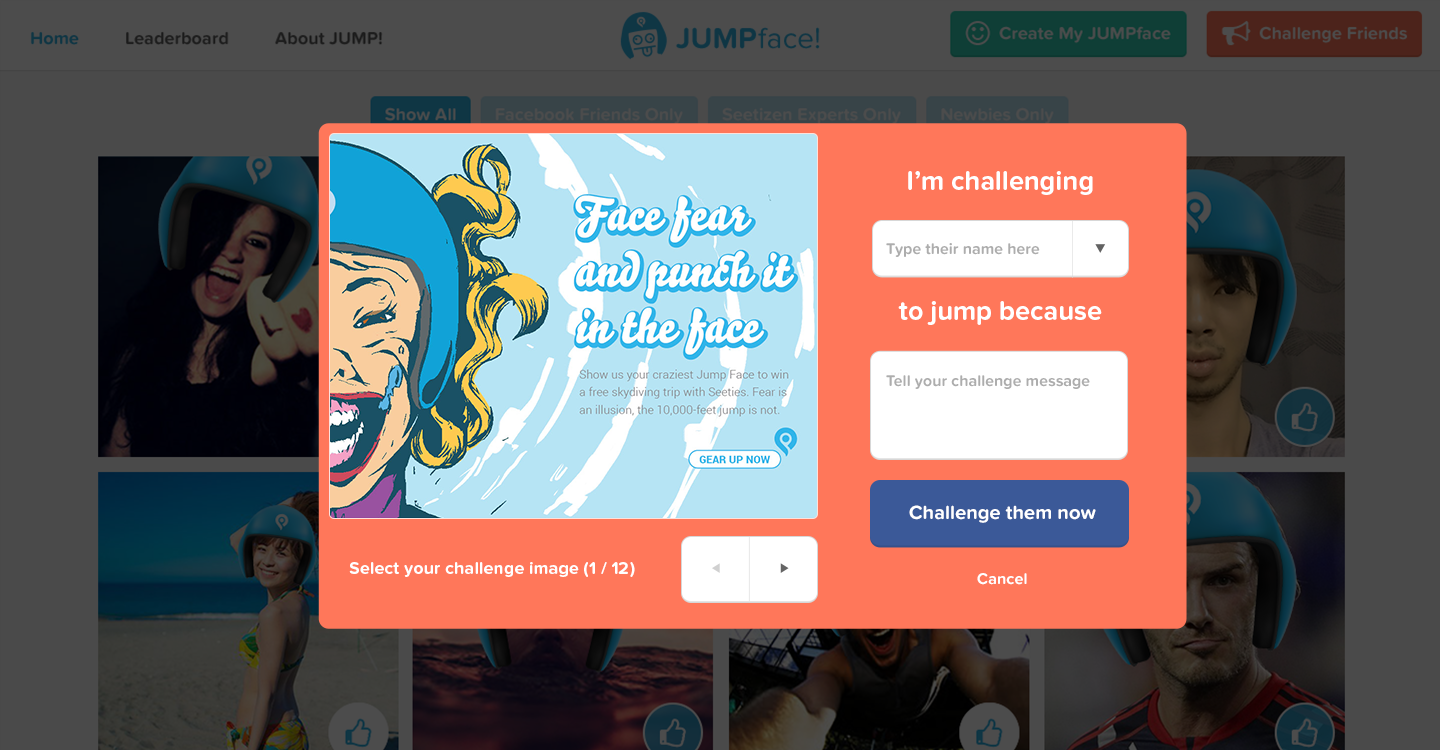 Home
Leaderboard
About JUMP!
JUMPface!
Create My JUMPface
Challenge Friends
Show All
Facebook Friends Only
Seetizen Experts Only
Newbies Only
Face fear
and punch it
in the face
Show us your craziest Jump Face to win
a free skydiving trip with Seeties. Fear is
an illusion, the 10,000-feet jump is not.
GEAR UP NOW
Select your challenge image (1 / 12)
I’m challenging
Type their name here
to jump because
Tell your challenge message
Challenge them now
Cancel